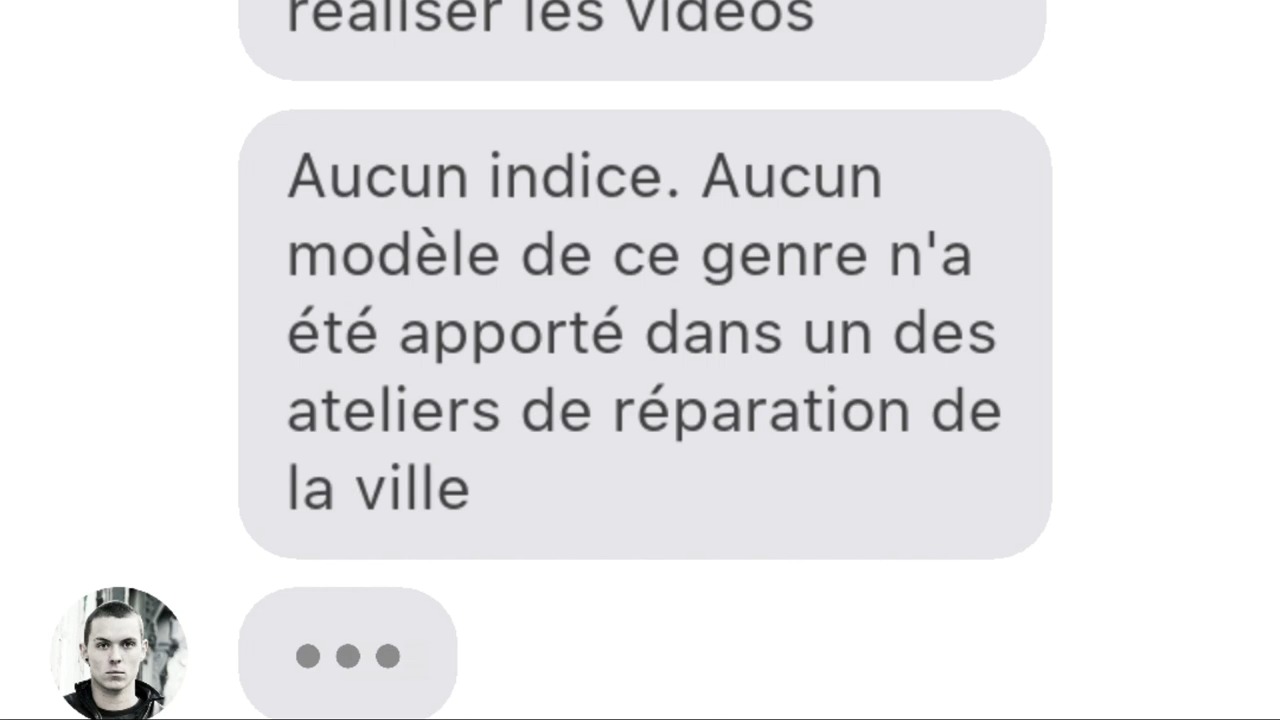 réaliser les vidéos
Aucun indice. Aucun
modèle de ce genre n'a
été apporté dans un des
ateliers de réparation de
la ville